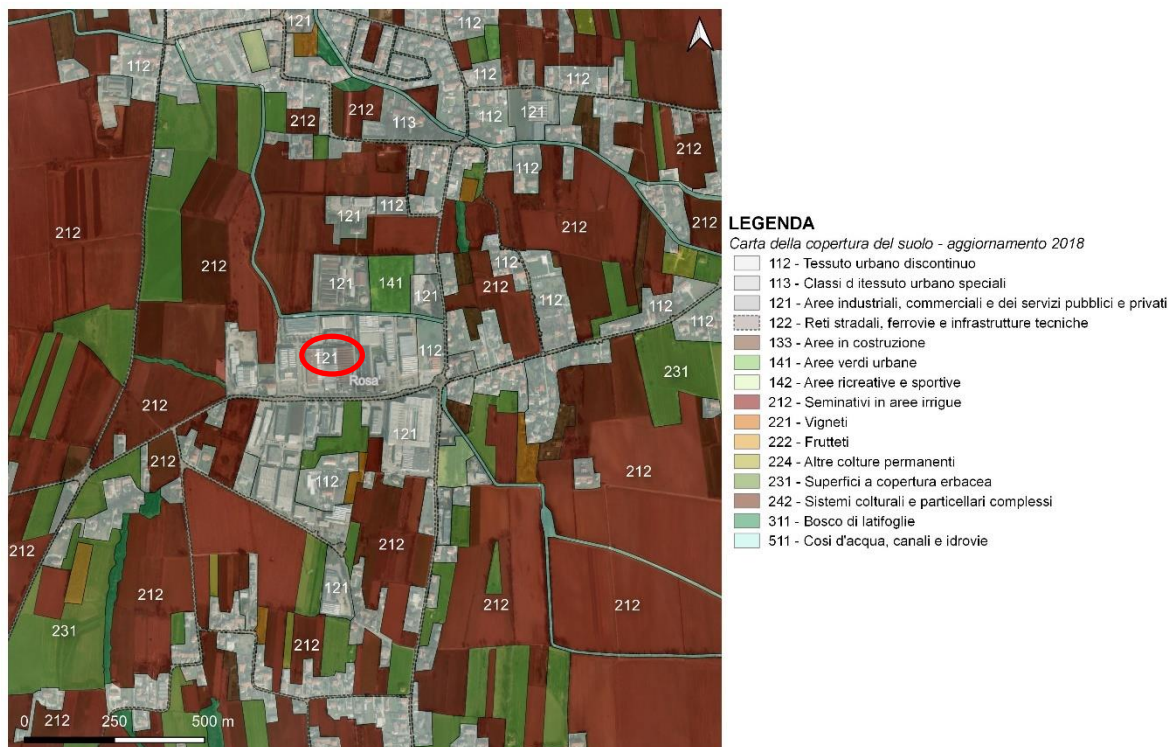 121
112
112
112
112
121
212
212
113
112
212
112
121
112
212
212
212
212
212
112
212
112
112
112
121
141
121
121
112
231
Rosa'
212
121
212
212
112
212
212
121
212
212
212
231
212
212
0 250 500 m
LEGENDA
Carta della copertura del suolo - aggiornamento 2018
112 - Tessuto urbano discontinuo
113 - Classi d itessuto urbano speciali
121 - Aree industriali, commerciali e dei servizi pubblici e privati
122 - Reti stradali, ferrovie e infrastrutture tecniche
133 - Aree in costruzione
141 - Aree verdi urbane
142 - Aree ricreative e sportive
212 - Seminativi in aree irrigue
221 - Vigneti
222 - Frutteti
224 - Altre colture permanenti
231 - Superfici a copertura erbacea
242 - Sistemi colturali e particellari complessi
311 - Bosco di latifoglie
511 - Cosi d'acqua, canali e idrovie